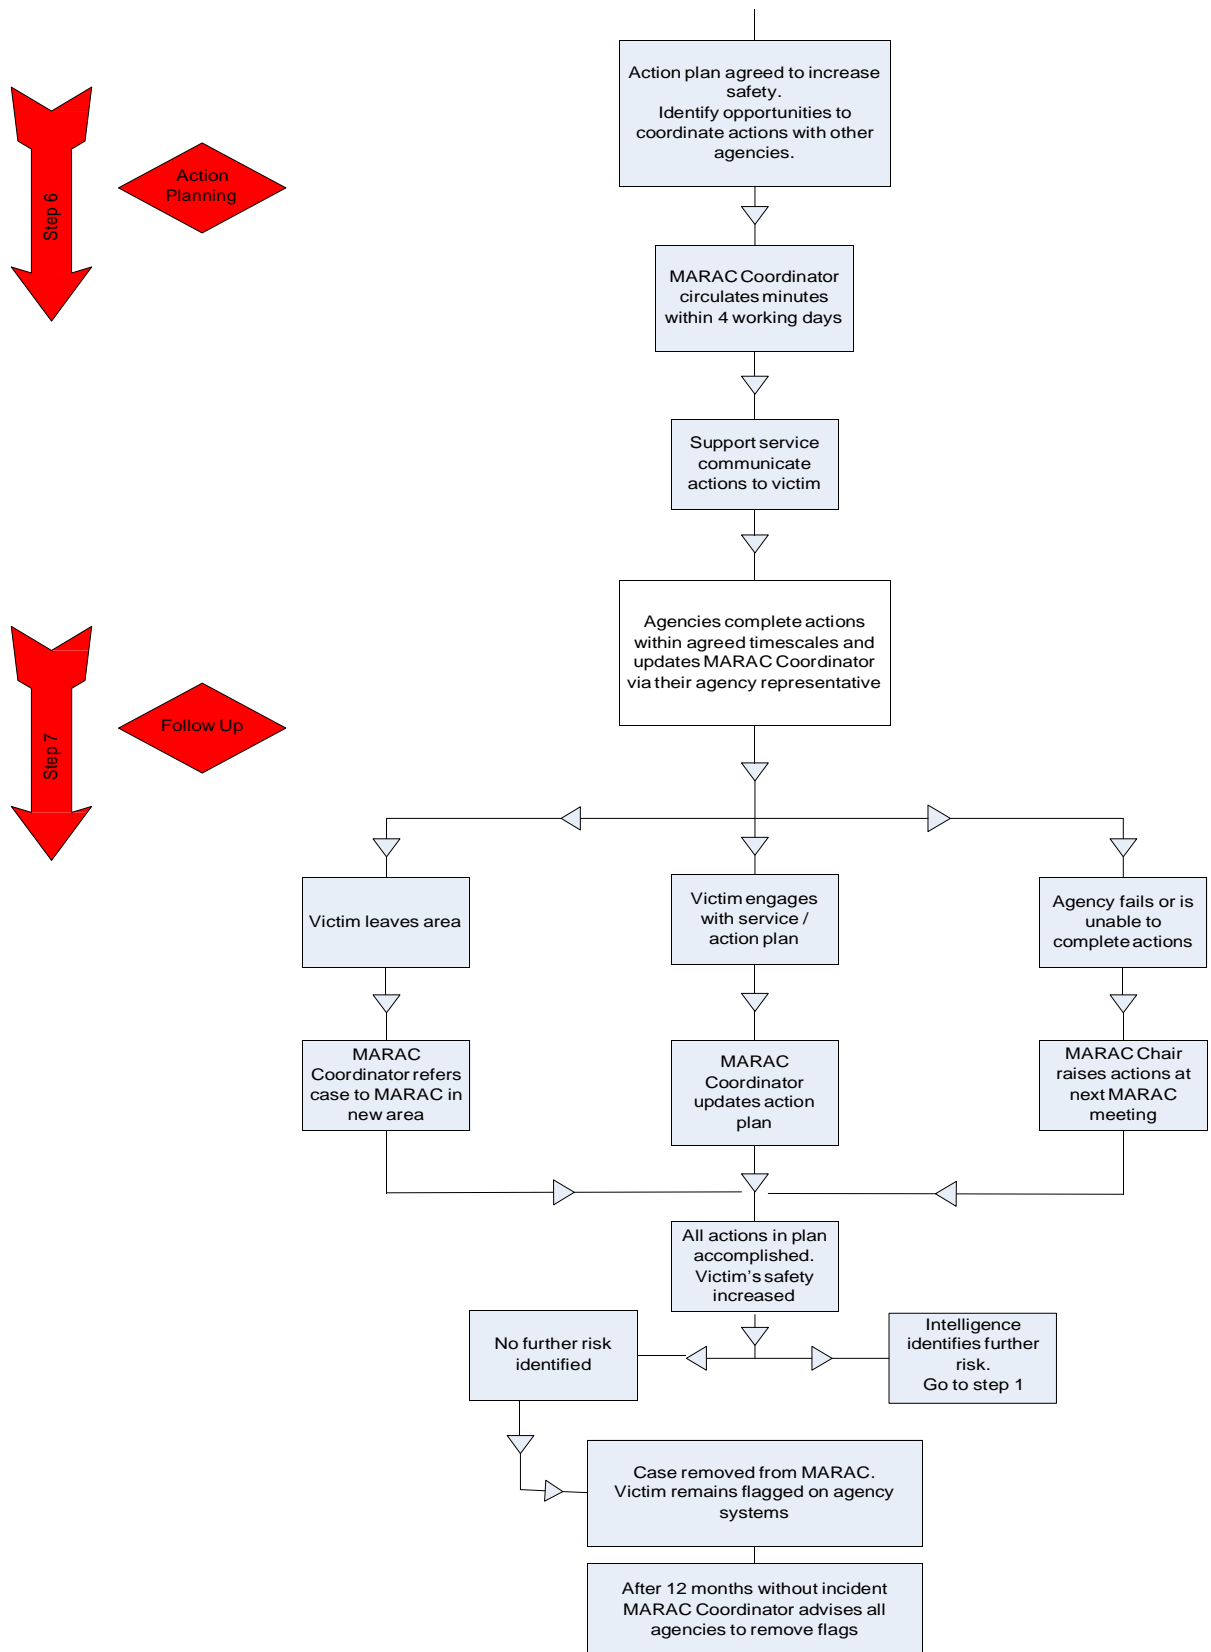 Action plan agreed to increase
safety.
Identify opportunities to
coordinate actions with other
agencies.
Step 6
Action
Planning
MARAC Coordinator
circulates minutes
within 4 working days
Support service
communicate
actions to victim
Agencies complete actions
within agreed timescales and
updates MARAC Coordinator
via their agency representative
Step 7
Follow Up
Victim leaves area
Victim engages
with service /
action plan
Agency fails or is
unable to
complete actions
MARAC
Coordinator refers
case to MARAC in
new area
MARAC
Coordinator
updates action
plan
MARAC Chair
raises actions at
next MARAC
meeting
All actions in plan
accomplished.
Victim’s safety
increased
No further risk
identified
Intelligence
identifies further
risk.
Go to step 1
Case removed from MARAC.
Victim remains flagged on agency
systems
After 12 months without incident
MARAC Coordinator advises all
agencies to remove flags